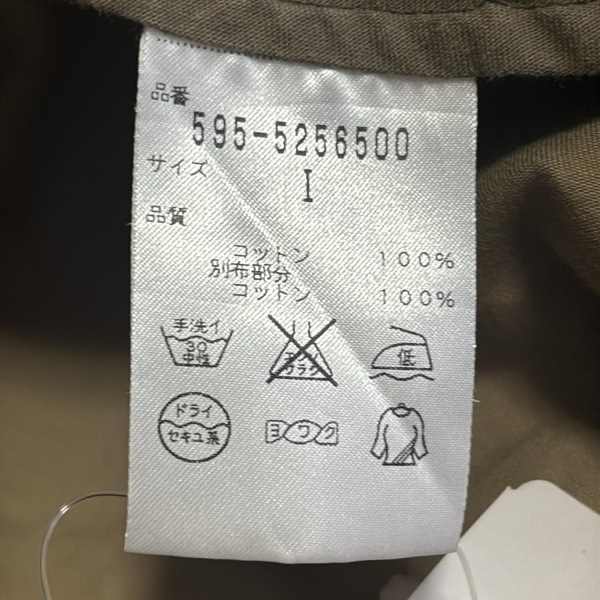 品番
595-5256500
サイズ
I
品質
コットン 100%
別布部分
コットン 100%
手洗イ
30
中性
エンソ
サラシ
低
ドライ
セキユ系
ヨワク